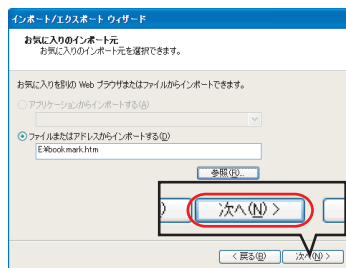 インポート/エクスポート ウィザード
お気に入りのインポート元
お気に入りのインポート元を選択できます。
お気に入りを別の Web ブラウザまたはファイルからインポートできます。
アプリケーションからインポートする(A)
ファイルまたはアドレスからインポートする(D)
E:¥bookmark.htm
参照(R)...
)
次へ(N) >
< 戻る(B)
次へ(N) >